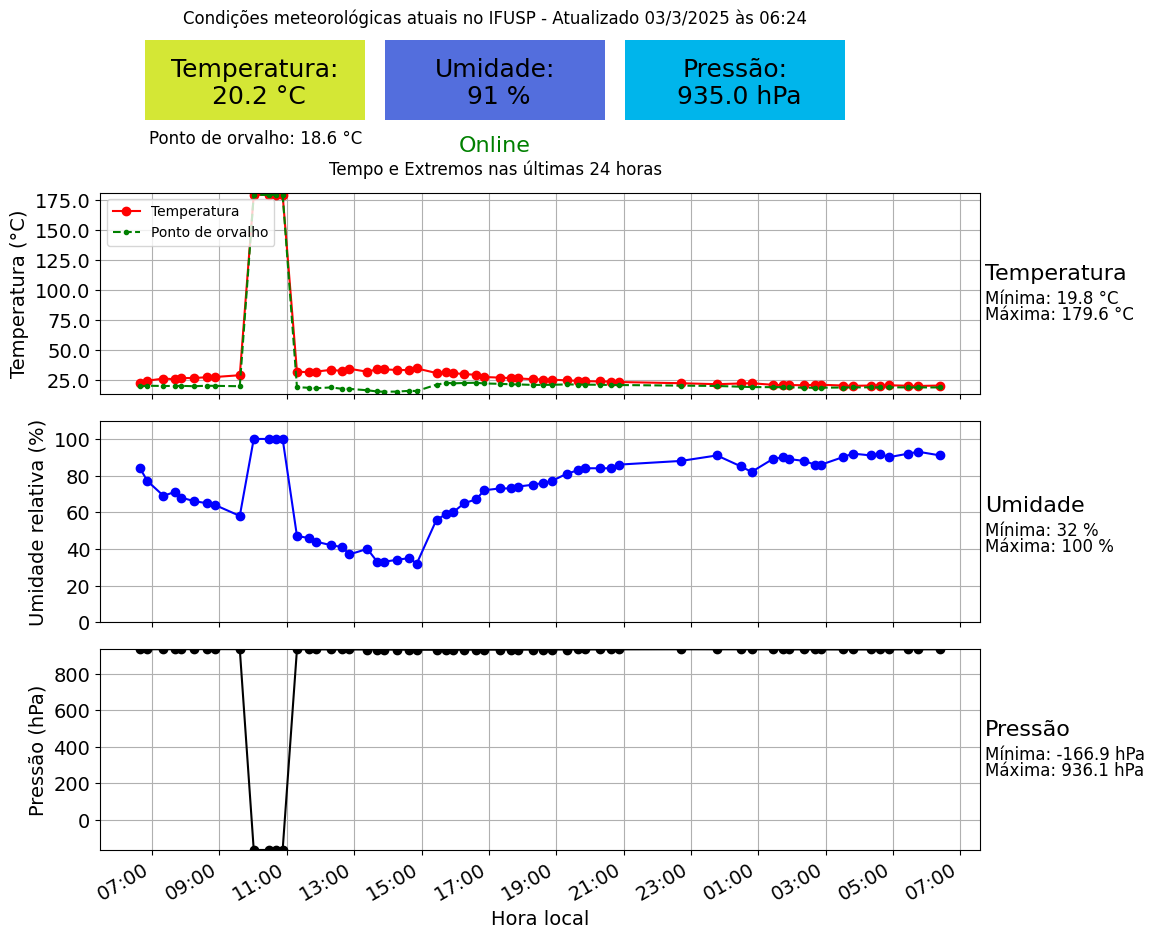 Condições meteorológicas atuais no IFUSP - Atualizado 03/3/2025 às 06:24
Temperatura:
20.2 °C
Umidade:
91 %
Pressão:
935.0 hPa
Ponto de orvalho: 18.6 °C
Online
Tempo e Extremos nas últimas 24 horas
Temperatura (°C)
175.0
150.0
125.0
100.0
75.0
50.0
25.0
Temperatura
Ponto de orvalho
Temperatura
Mínima: 19.8 °C
Máxima: 179.6 °C
Umidade relativa (%)
100
80
60
40
20
0
Umidade
Mínima: 32 %
Máxima: 100 %
Pressão (hPa)
800
600
400
200
0
Pressão
Mínima: -166.9 hPa
Máxima: 936.1 hPa
07:00 09:00 11:00 13:00 15:00 17:00 19:00 21:00 23:00 01:00 03:00 05:00 07:00
Hora local